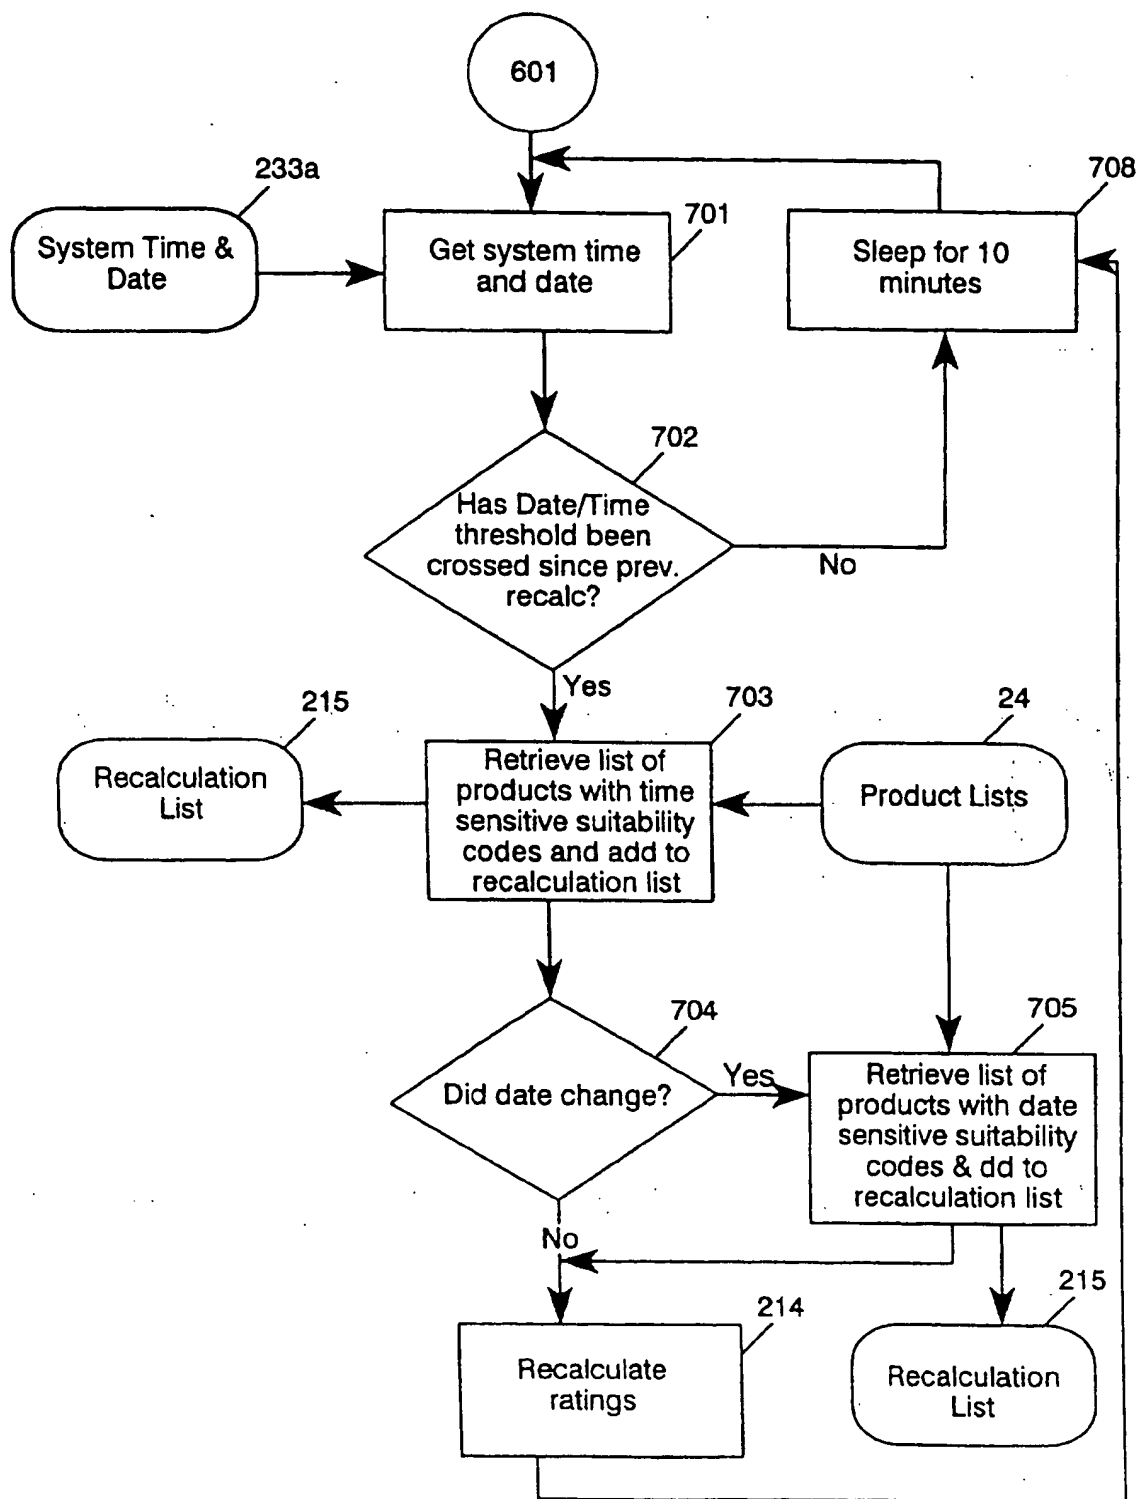 601
233a
System Time &
Date
701
Get system time
and date
708
Sleep for 10
minutes
702
Has Date/Time
threshold been
crossed since prev.
recalc?
No
Yes
215
Recalculation
List
703
Retrieve list of
products with time
sensitive suitability
codes and add to
recalculation list
24
Product Lists
704
Did date change?
Yes
705
Retrieve list of
products with date
sensitive suitability
codes & dd to
recalculation list
No
214
Recalculate
ratings
215
Recalculation
List